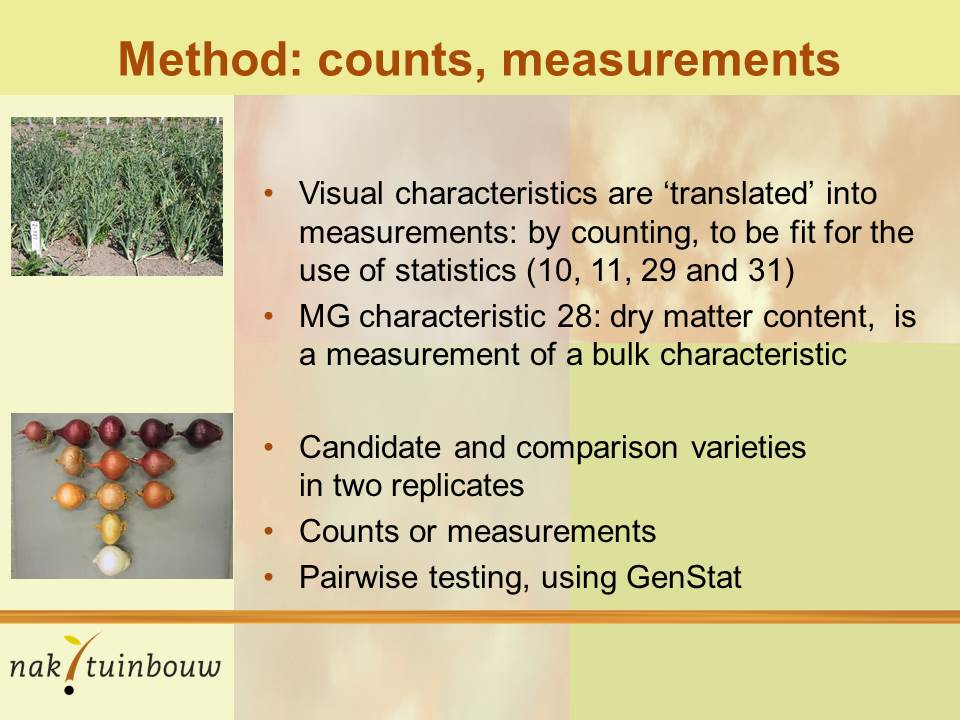 Method: counts, measurements
• Visual characteristics are ‘translated’ into
measurements: by counting, to be fit for the
use of statistics (10, 11, 29 and 31)
• MG characteristic 28: dry matter content,  is
a measurement of a bulk characteristic
• Candidate and comparison varieties
in two replicates
• Counts or measurements
• Pairwise testing, using GenStat
nak tuinbouw